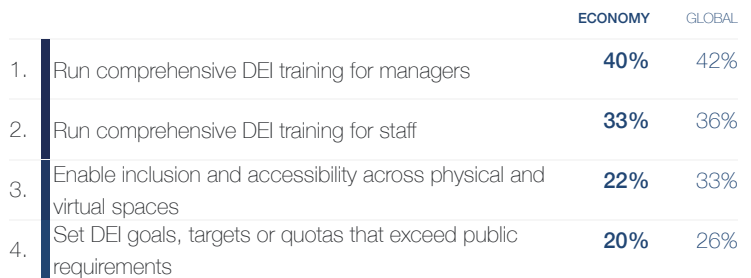 ECONOMY GLOBAL
1. Run comprehensive DEI training for managers 40% 42%
2. Run comprehensive DEI training for staff 33% 36%
3. Enable inclusion and accessibility across physical and
virtual spaces 22% 33%
4. Set DEI goals, targets or quotas that exceed public
requirements 20% 26%